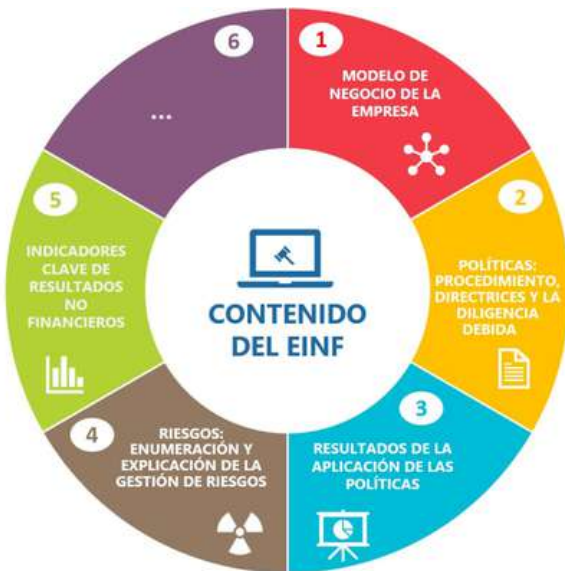 CONTENIDO
DEL EINF
1
MODELO DE
NEGOCIO DE LA
EMPRESA
2
POLÍTICAS:
PROCEDIMIENTO,
DIRECTRICES Y LA
DILIGENCIA
DEBIDA
3
RESULTADOS DE LA
APLICACIÓN DE LAS
POLÍTICAS
4
RIESGOS:
ENUMERACIÓN Y
EXPLICACIÓN DE LA
GESTIÓN DE RIESGOS
5
INDICADORES
CLAVE DE
RESULTADOS
NO
FINANCIEROS
6
...